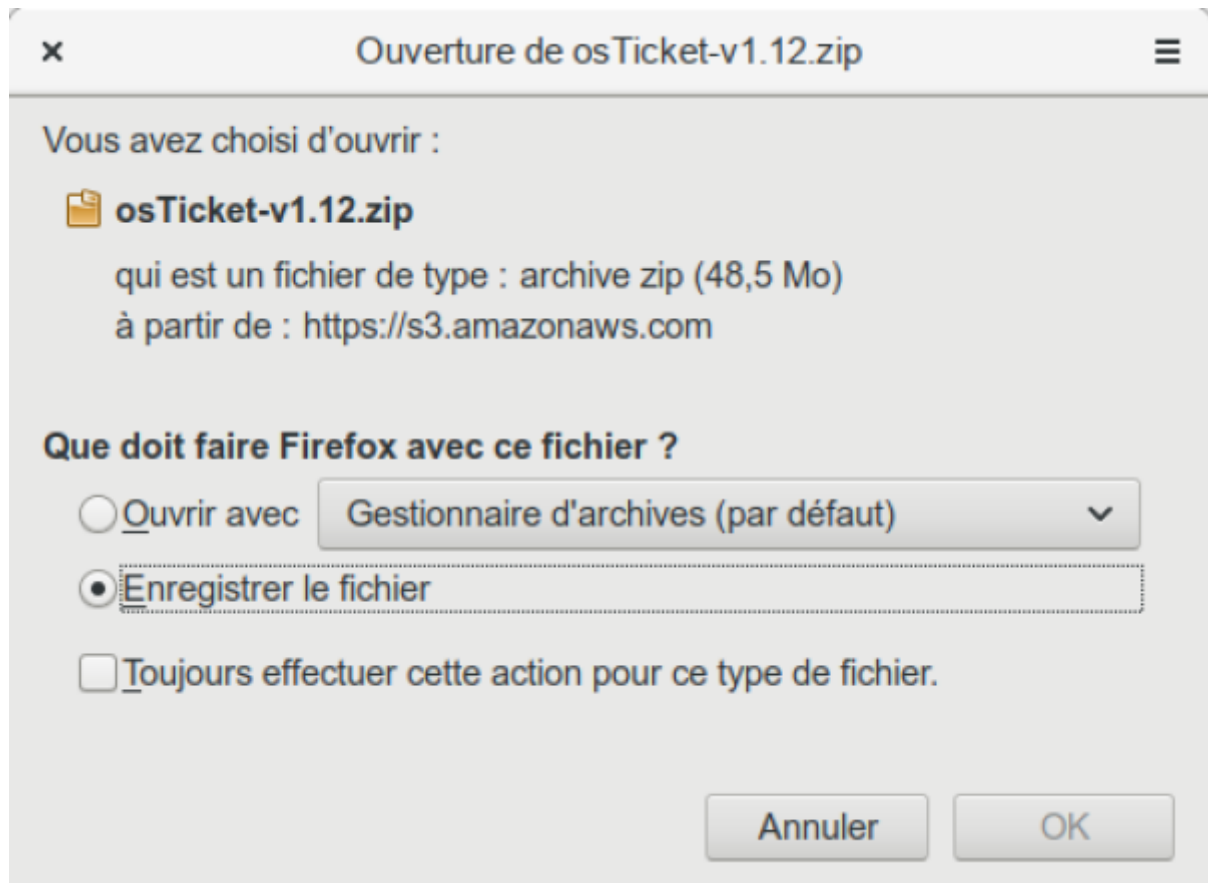 Ouverture de osTicket-v1.12.zip
Vous avez choisi d'ouvrir :
osTicket-v1.12.zip
qui est un fichier de type : archive zip (48,5 Mo)
à partir de : https://s3.amazonaws.com
Que doit faire Firefox avec ce fichier ?
Ouvrir avec Gestionnaire d'archives (par défaut)
Enregistrer le fichier
Toujours effectuer cette action pour ce type de fichier.
Annuler OK